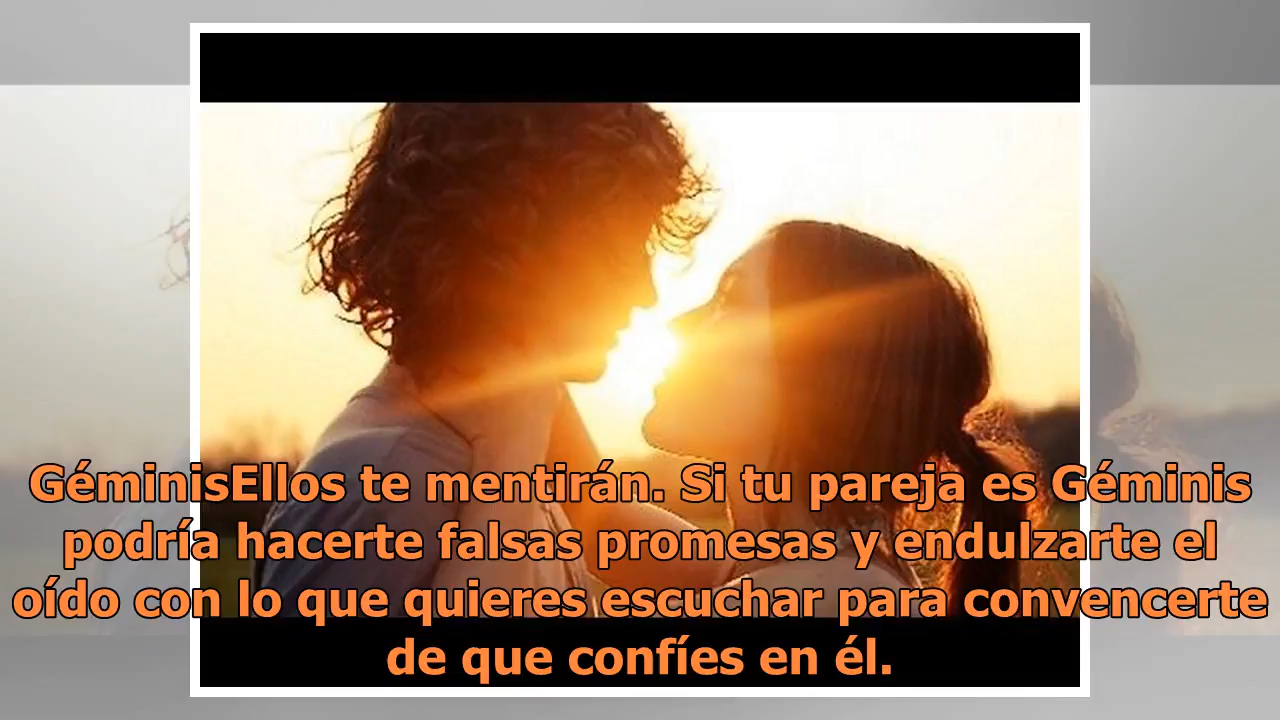 GéminisEllos te mentirán. Si tu pareja es Géminis
podría hacerte falsas promesas y endulzarte el
oído con lo que quieres escuchar para convencerte
de que confíes en él.